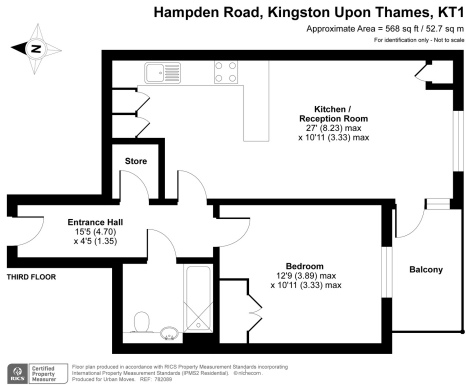 Hampden Road, Kingston Upon Thames, KT1
Approximate Area = 568 sq ft / 52.7 sq m
For identification only - Not to scale
N
Kitchen /
Reception Room
27' (8.23) max
x 10'11 (3.33) max
Store
Entrance Hall
15'5 (4.70)
x 4'5 (1.35)
THIRD FLOOR
Bedroom
12'9 (3.89) max
x 10'11 (3.33) max
Balcony
RICS
Certified
Property
Measurer
Floor plan produced in accordance with RICS Property Measurement Standards incorporating
International Property Measurement Standards (IPMS2 Residential). ©nichecom
Produced for Urban Moves. REF: 782099